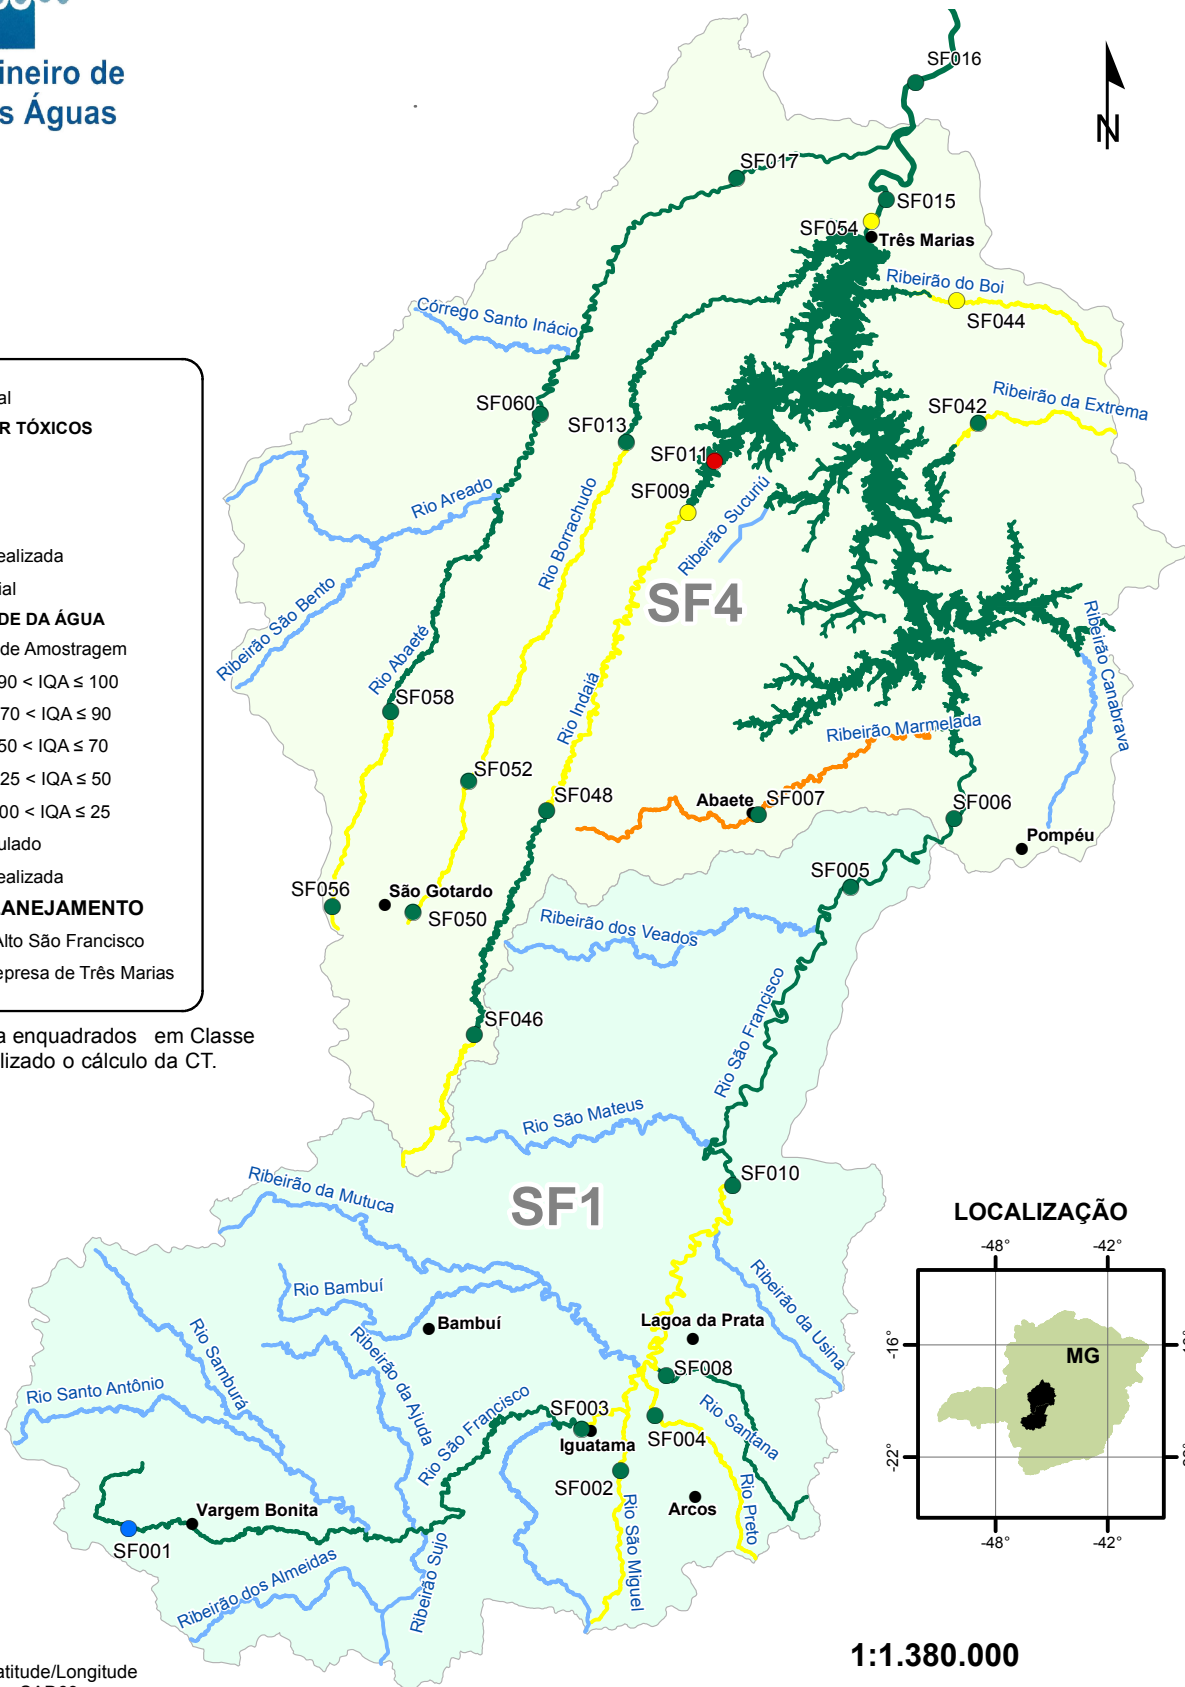 ineiro de
s Águas
N
SF016
SF017
SF015
SF054
Três Marias
Ribeirão do Boi
SF044
Córrego Santo Inácio
SF060
SF013
SF042
Ribeirão da Extrema
SF011
SF009
Rio Areado
Rio Borrachudo
Ribeirão Sucuriú
SF4
Ribeirão São Bento
Rio Abaeté
Rio Indaiá
Ribeirão Canabrava
SF058
Ribeirão Marmelada
SF052
SF048
Abaete
SF007
SF006
Pompéu
SF005
SF056
São Gotardo
SF050
Ribeirão dos Veados
Rio São Francisco
SF046
Rio São Mateus
SF010
Ribeirão da Mutuca
SF1
Rio Bambuí
Bambuí
Ribeirão da Usina
Lagoa da Prata
Rio Samburá
Ribeirão da Ajuda
SF008
Rio Santo Antônio
Rio São Francisco
SF003
Iguatama
SF004
Rio Santana
SF002
Arcos
Rio Preto
Vargem Bonita
SF001
Ribeirão dos Almeidas
Ribeirão Sujo
Rio São Miguel
al
R TÓXICOS
ealizada
ial
DE DA ÁGUA
de Amostragem
90 < IQA ≤ 100
70 < IQA ≤ 90
50 < IQA ≤ 70
25 < IQA ≤ 50
00 < IQA ≤ 25
ulado
ealizada
LANEJAMENTO
Alto São Francisco
epresa de Três Marias
a enquadrados em Classe
lizado o cálculo da CT.
LOCALIZAÇÃO
-48° -42°
-16°
MG
-22°
-48° -42°
1:1.380.000
atitude/Longitude